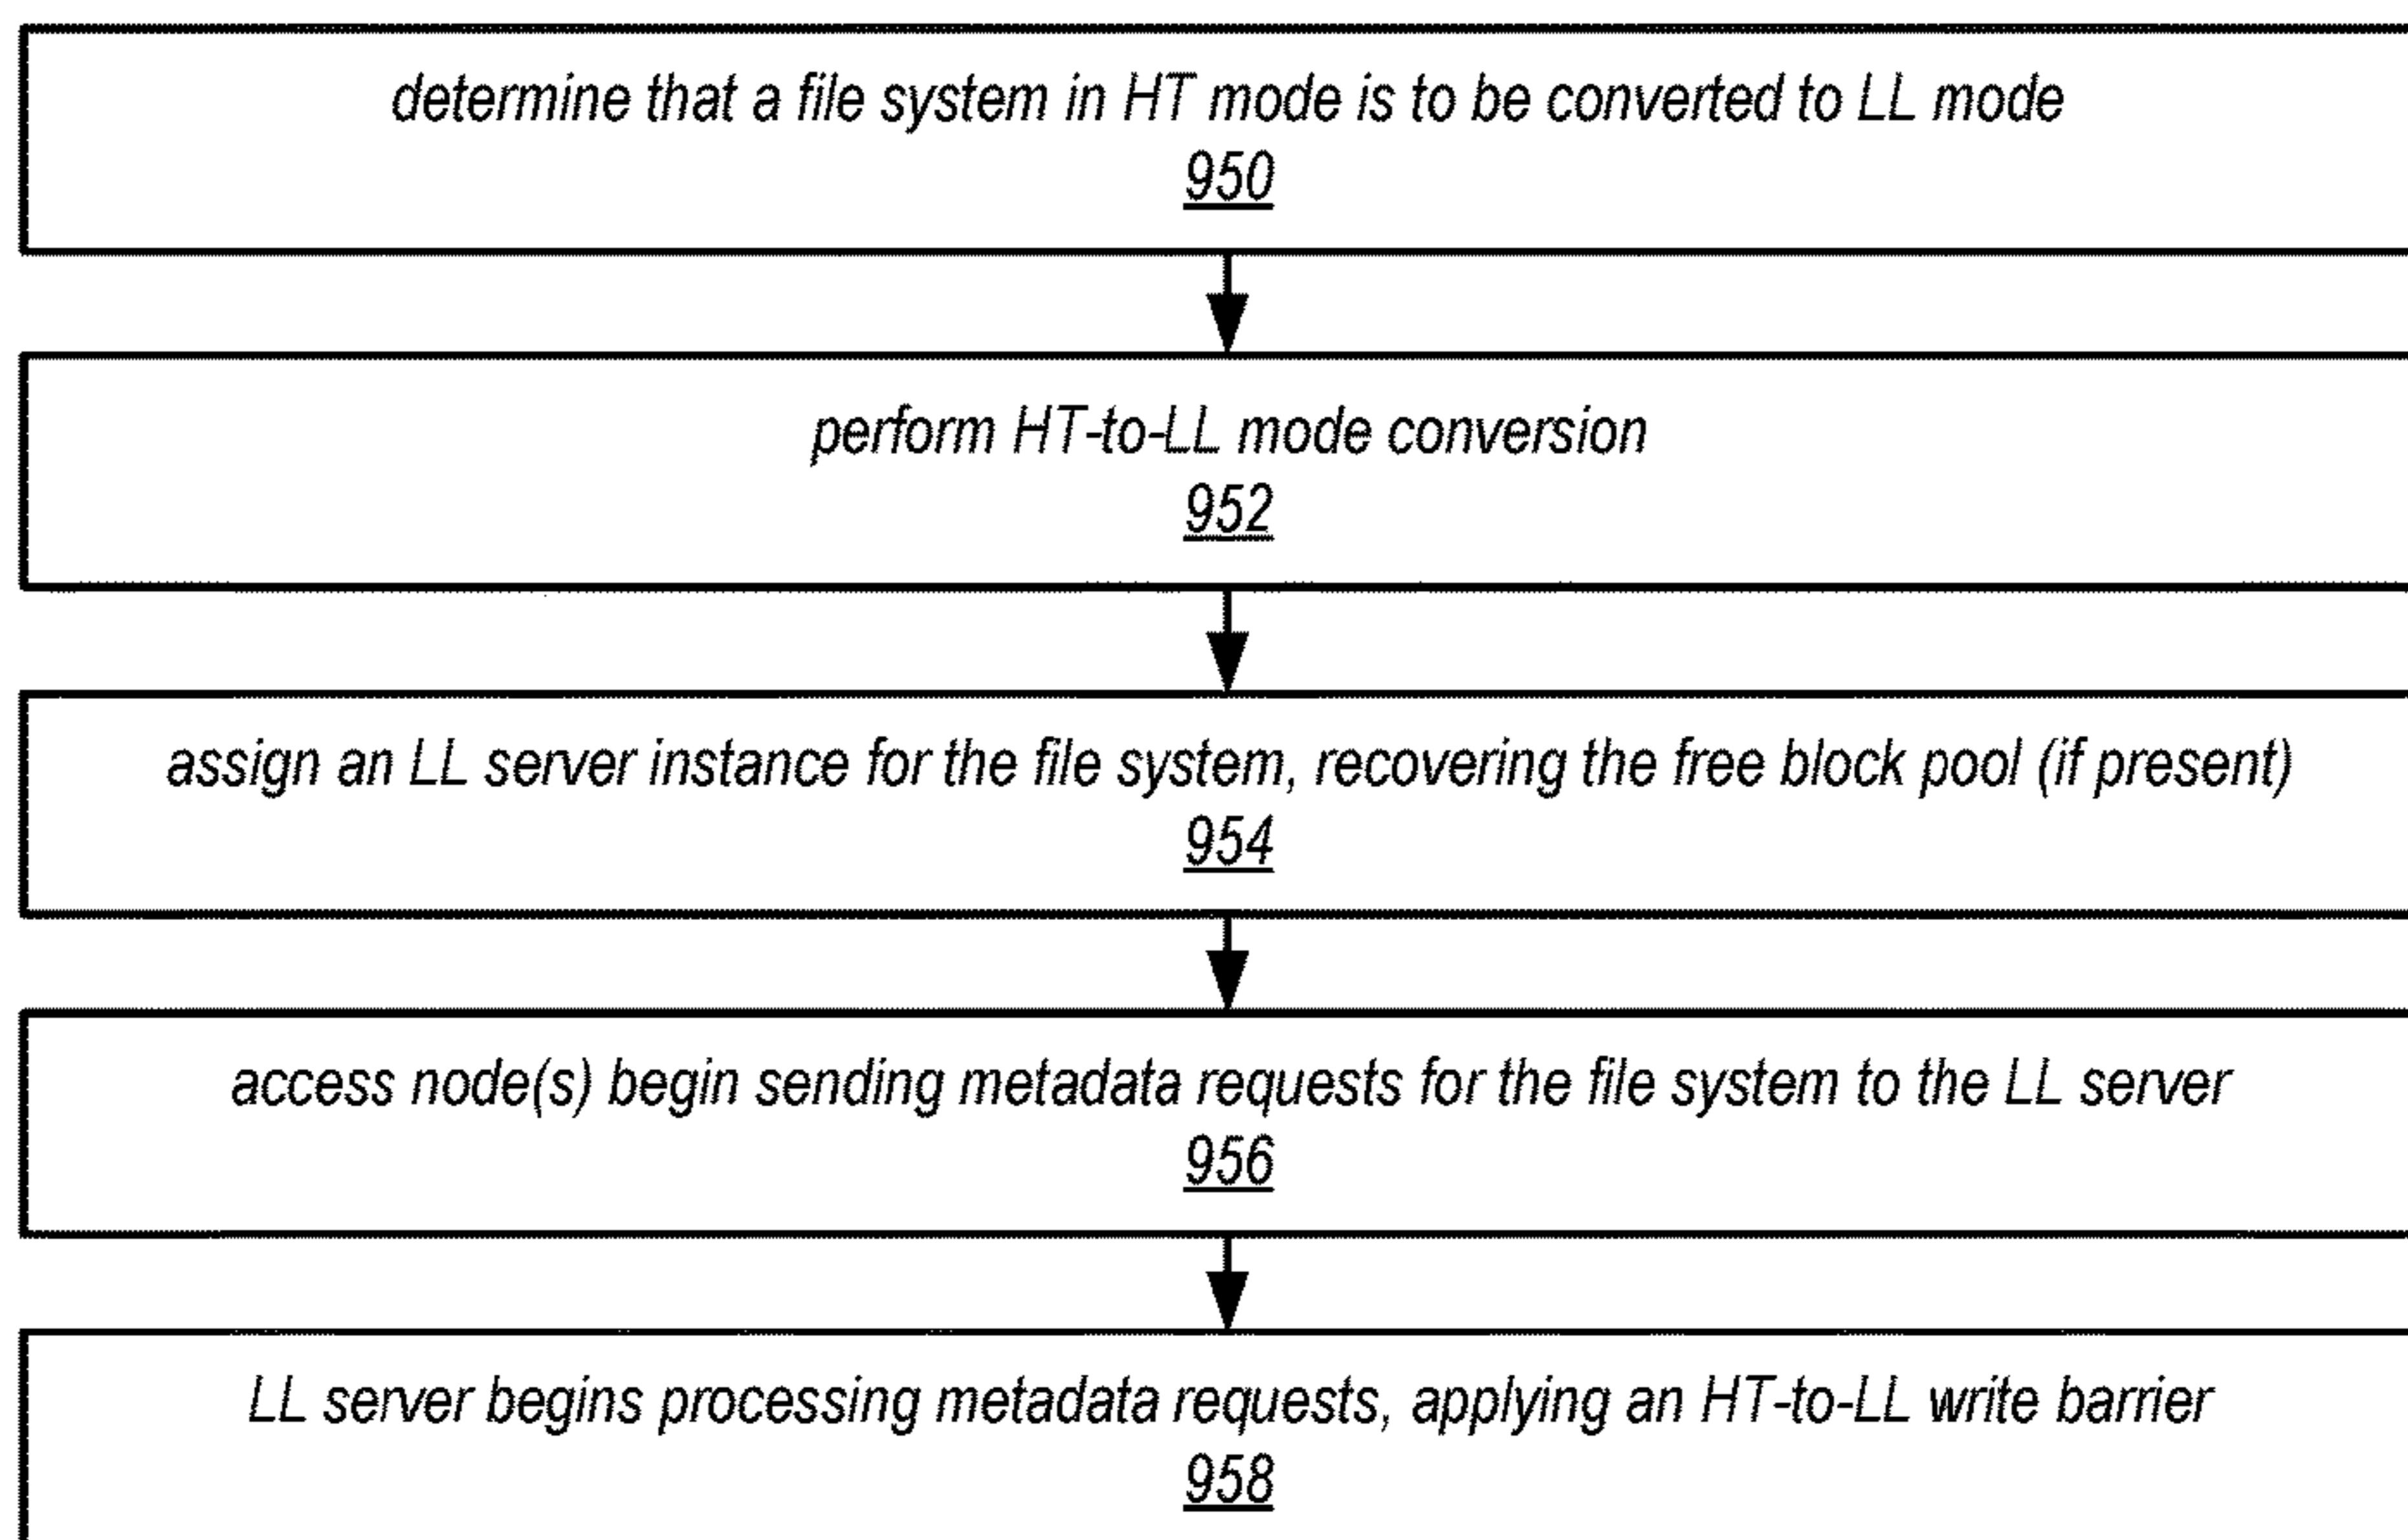 determine that a file system in HT mode is to be converted to LL mode
950
perform HT-to-LL mode conversion
952
assign an LL server instance for the file system, recovering the free block pool (if present)
954
access node(s) begin sending metadata requests for the file system to the LL server
956
LL server begins processing metadata requests, applying an HT-to-LL write barrier
958